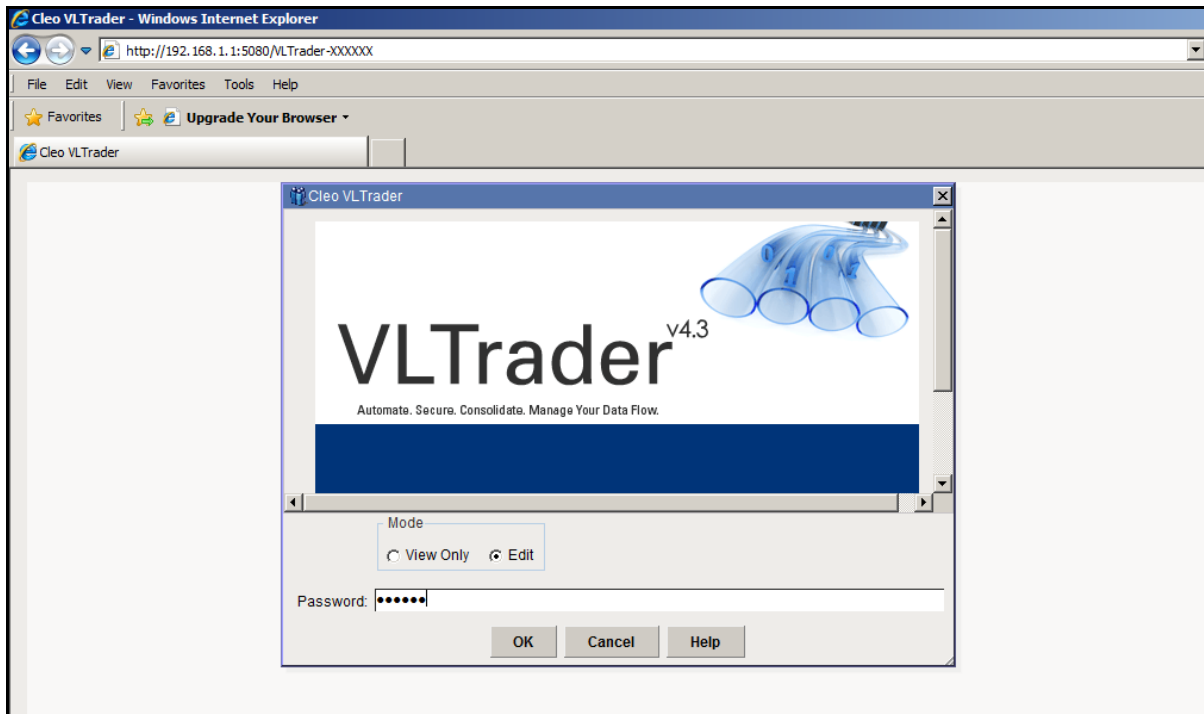 Cleo VLTrader - Windows Internet Explorer
http://192.168.1.1:5080/VLTrader-XXXXXX
File Edit View Favorites Tools Help
Favorites Upgrade Your Browser
Cleo VLTrader
Cleo VLTrader
0 1
VLTrader v4.3
Automate. Secure. Consolidate. Manage Your Data Flow.
Mode
View Only Edit
Password: ••••••
OK Cancel Help